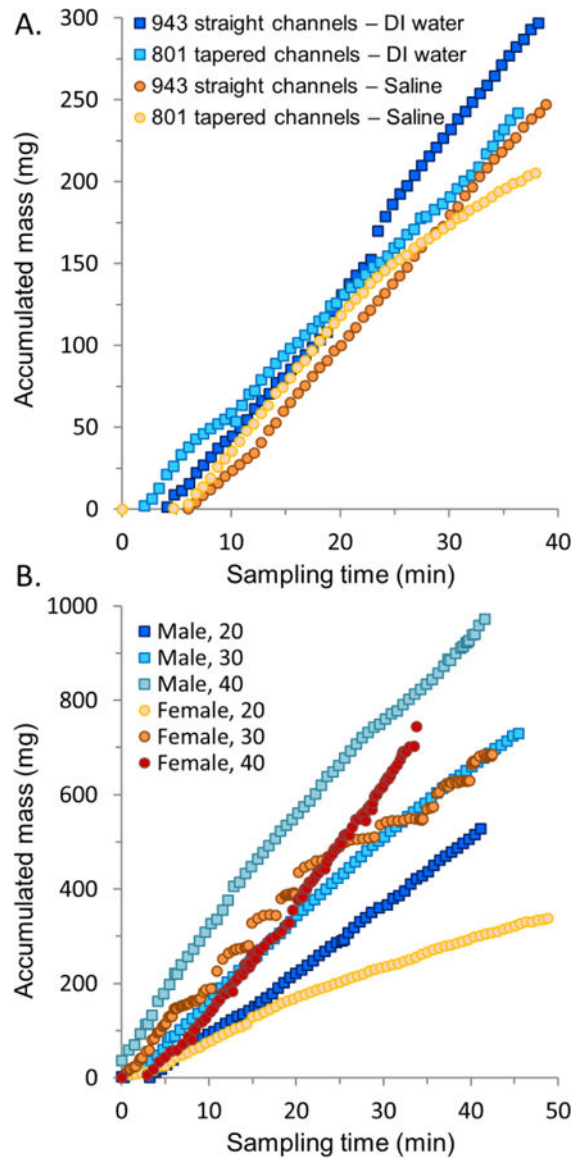 A.
300
250
200
150
100
50
0
Accumulated mass (mg)
943 straight channels – DI water
801 tapered channels – DI water
943 straight channels – Saline
801 tapered channels – Saline
0 10 20 30 40
Sampling time (min)
B.
1000
800
600
400
200
0
Accumulated mass (mg)
Male, 20
Male, 30
Male, 40
Female, 20
Female, 30
Female, 40
0 10 20 30 40 50
Sampling time (min)